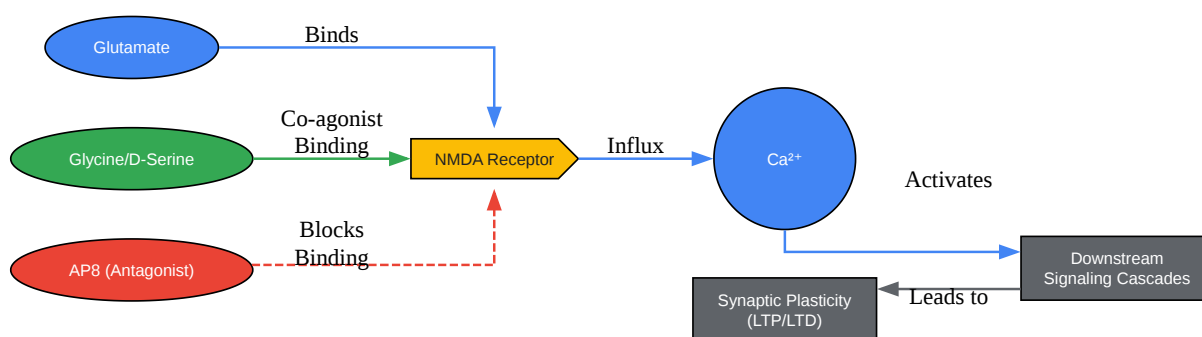 Glutamate
Binds
Glycine/D-Serine
Co-agonist
Binding
NMDA Receptor
Influx
Ca²⁺
Activates
AP8 (Antagonist)
Blocks
Binding
Downstream
Signaling Cascades
Leads to
Synaptic Plasticity
(LTP/LTD)